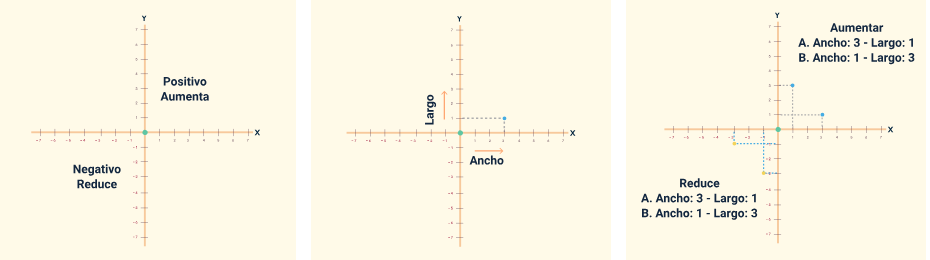 Y
Positivo
Aumenta
X
Negativo
Reduce
Y
Largo
X
Ancho
Y
Aumentar
A. Ancho: 3 - Largo: 1
B. Ancho: 1 - Largo: 3
X
Reduce
A. Ancho: 3 - Largo: 1
B. Ancho: 1 - Largo: 3